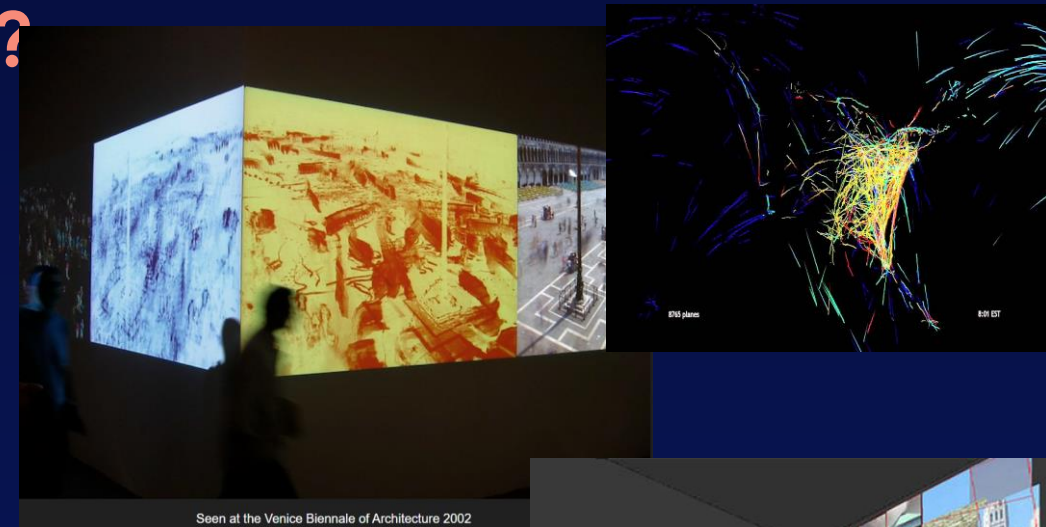 ?
Seen at the Venice Biennale of Architecture 2002
8765 planes
8:01 EST